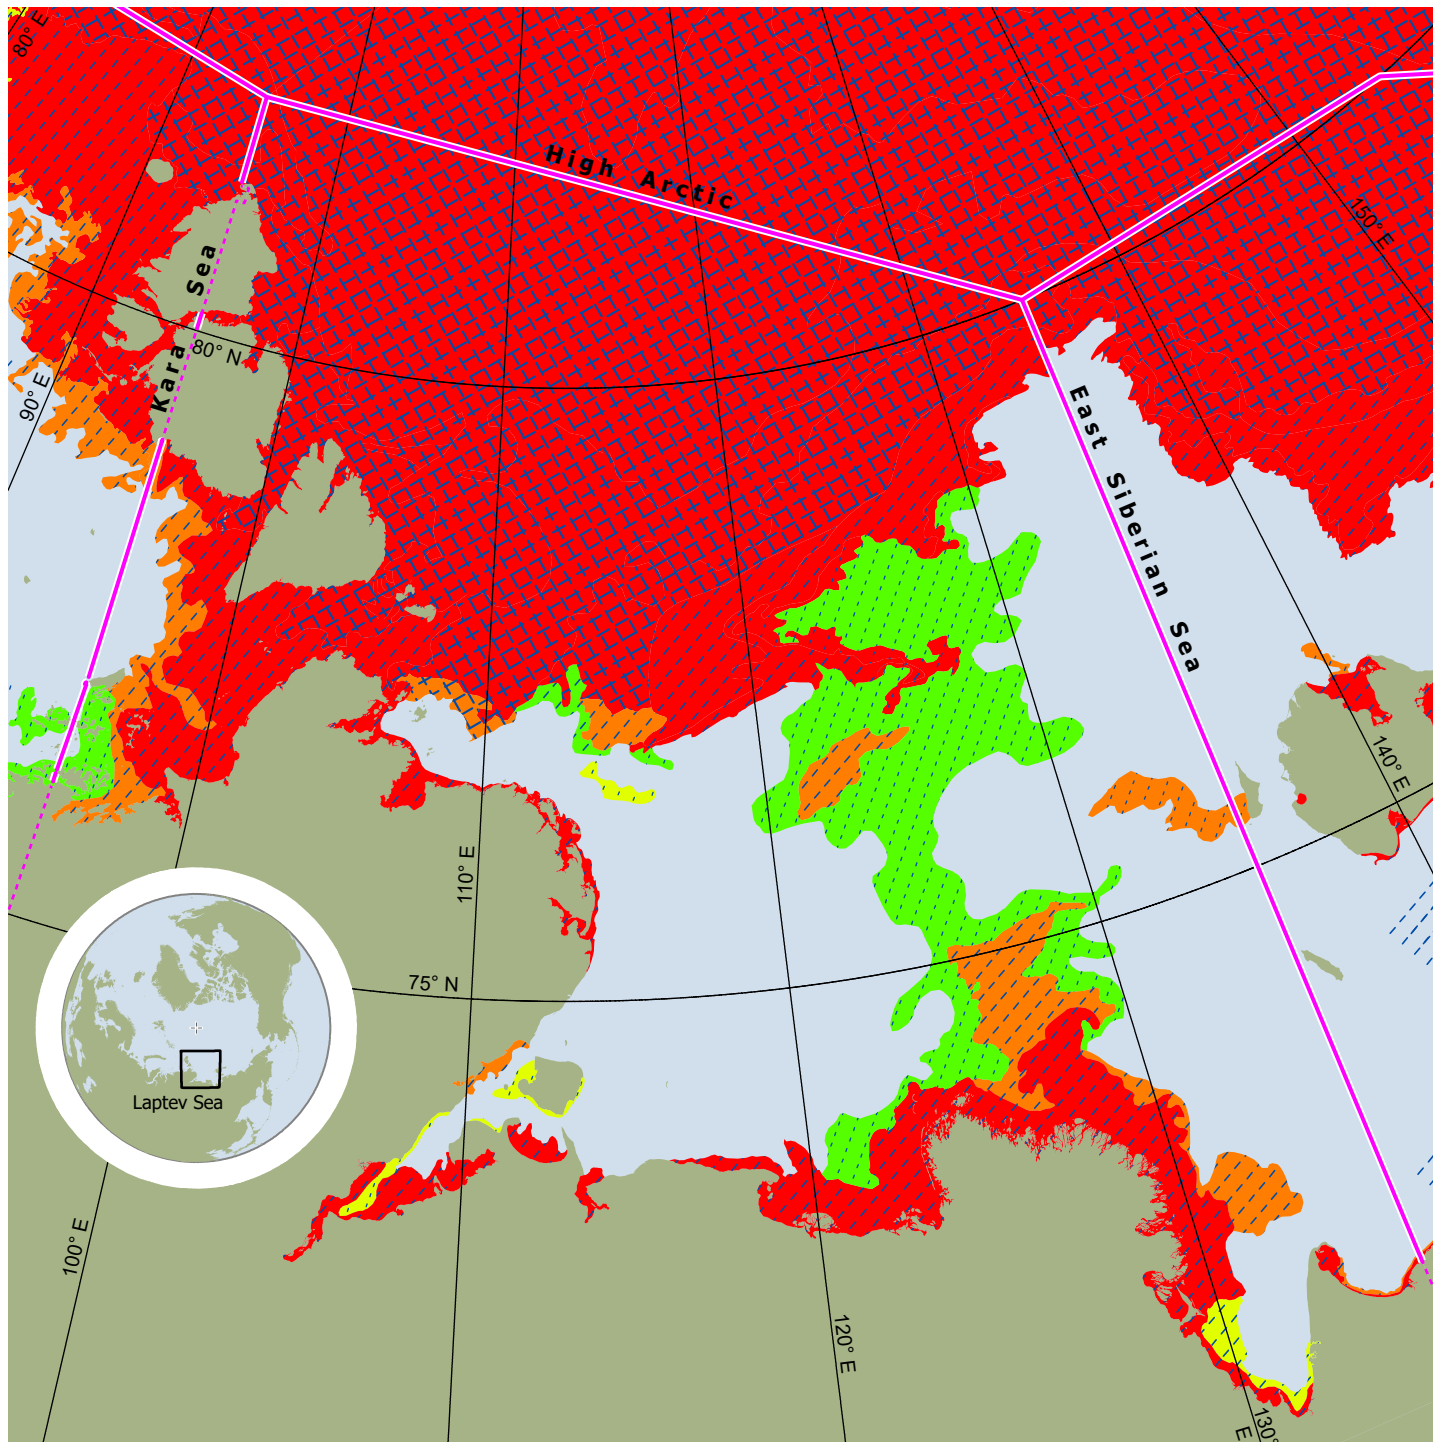 80° E
High Arctic
150° E
Kara Sea
80° N
90° E
East Siberian Sea
140° E
110° E
75° N
Laptev Sea
100° E
120° E
130°
E